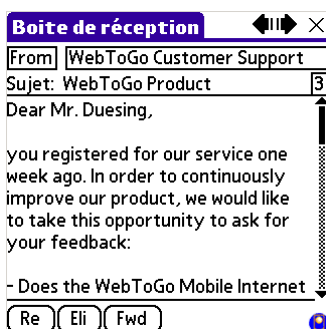 Boite de réception
From WebToGo Customer Support
Sujet: WebToGo Product 3
Dear Mr. Duesing,
you registered for our service one
week ago. In order to continuously
improve our product, we would like
to take this opportunity to ask for
your feedback:
- Does the WebToGo Mobile Internet
Re Eli Fwd